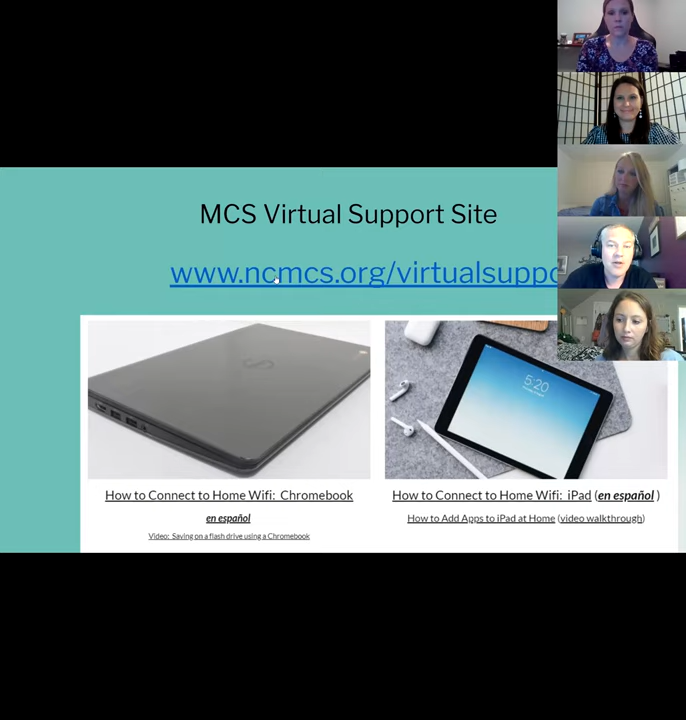 MCS Virtual Support Site
www.ncmcs.org/virtualsuppo
5:20
How to Connect to Home Wifi: Chromebook
en español
Video: Saving on a flash drive using a Chromebook
How to Connect to Home Wifi: iPad (en español )
How to Add Apps to iPad at Home (video walkthrough)